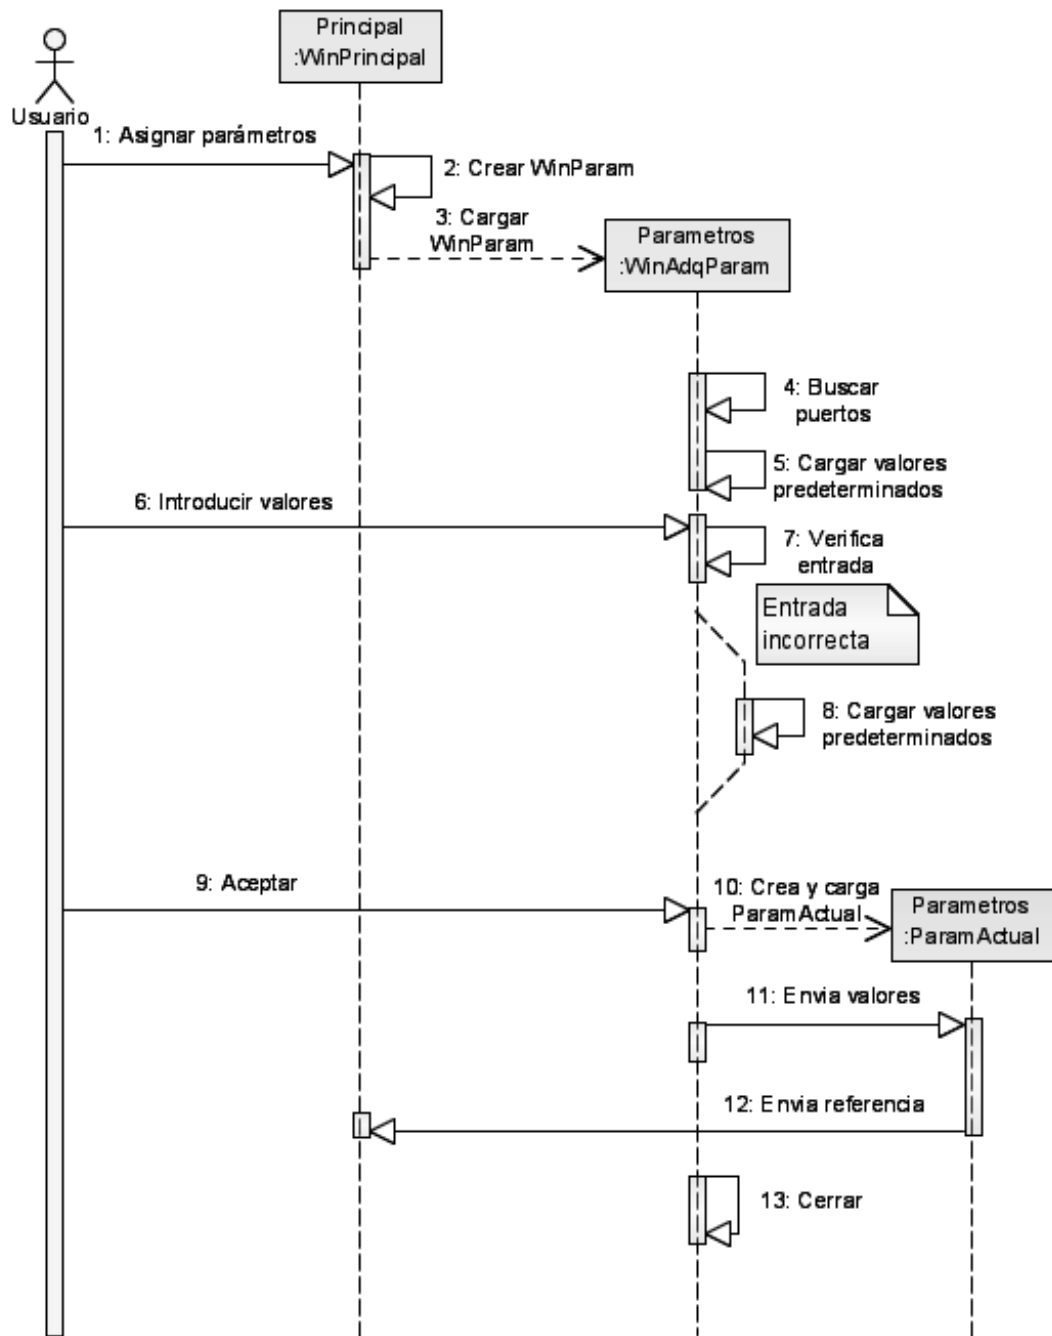 Principal
:WinPrincipal
Usuario
1: Asignar parámetros
2: Crear WinParam
3: Cargar
WinParam
Parametros
:WinAdqParam
4: Buscar
puertos
5: Cargar valores
predeterminados
6: Introducir valores
7: Verifica
entrada
Entrada
incorrecta
8: Cargar valores
predeterminados
9: Aceptar
10: Crea y carga
ParamActual
Parametros
:ParamActual
11: Envia valores
12: Envia referencia
13: Cerrar